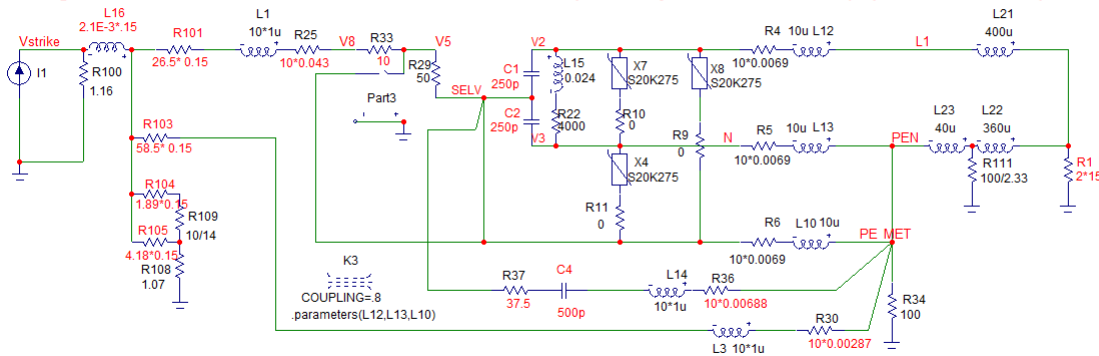 L16
2.1E-3*.15
Vstrike
I1
R100
1.16
R101
26.5* 0.15
L1
10*1u
R25
10*0.043
V8
R33
10
V5
R29
50
SELV
Part3
R103
58.5* 0.15
R104
1.89*0.15
R109
10/14
R105
4.18*0.15
R108
1.07
V2
C1
250p
C2
250p
V3
L15
0.024
R22
4000
X7
S20K275
R10
0
X4
S20K275
R11
0
X8
S20K275
R9
0
R4
10*0.0069
10u L12
L1
L21
400u
N
R5
10*0.0069
10u
L13
PEN
L23
40u
L22
360u
R111
100/2.33
R1
2*15
R6
10*0.0069
L10
10u
PE MET
K3
COUPLING=.8
.parameters(L12,L13,L10)
R37
37.5
C4
500p
L14
10*1u
R36
10*0.00688
R34
100
L3
10*1u
R30
10*0.00287